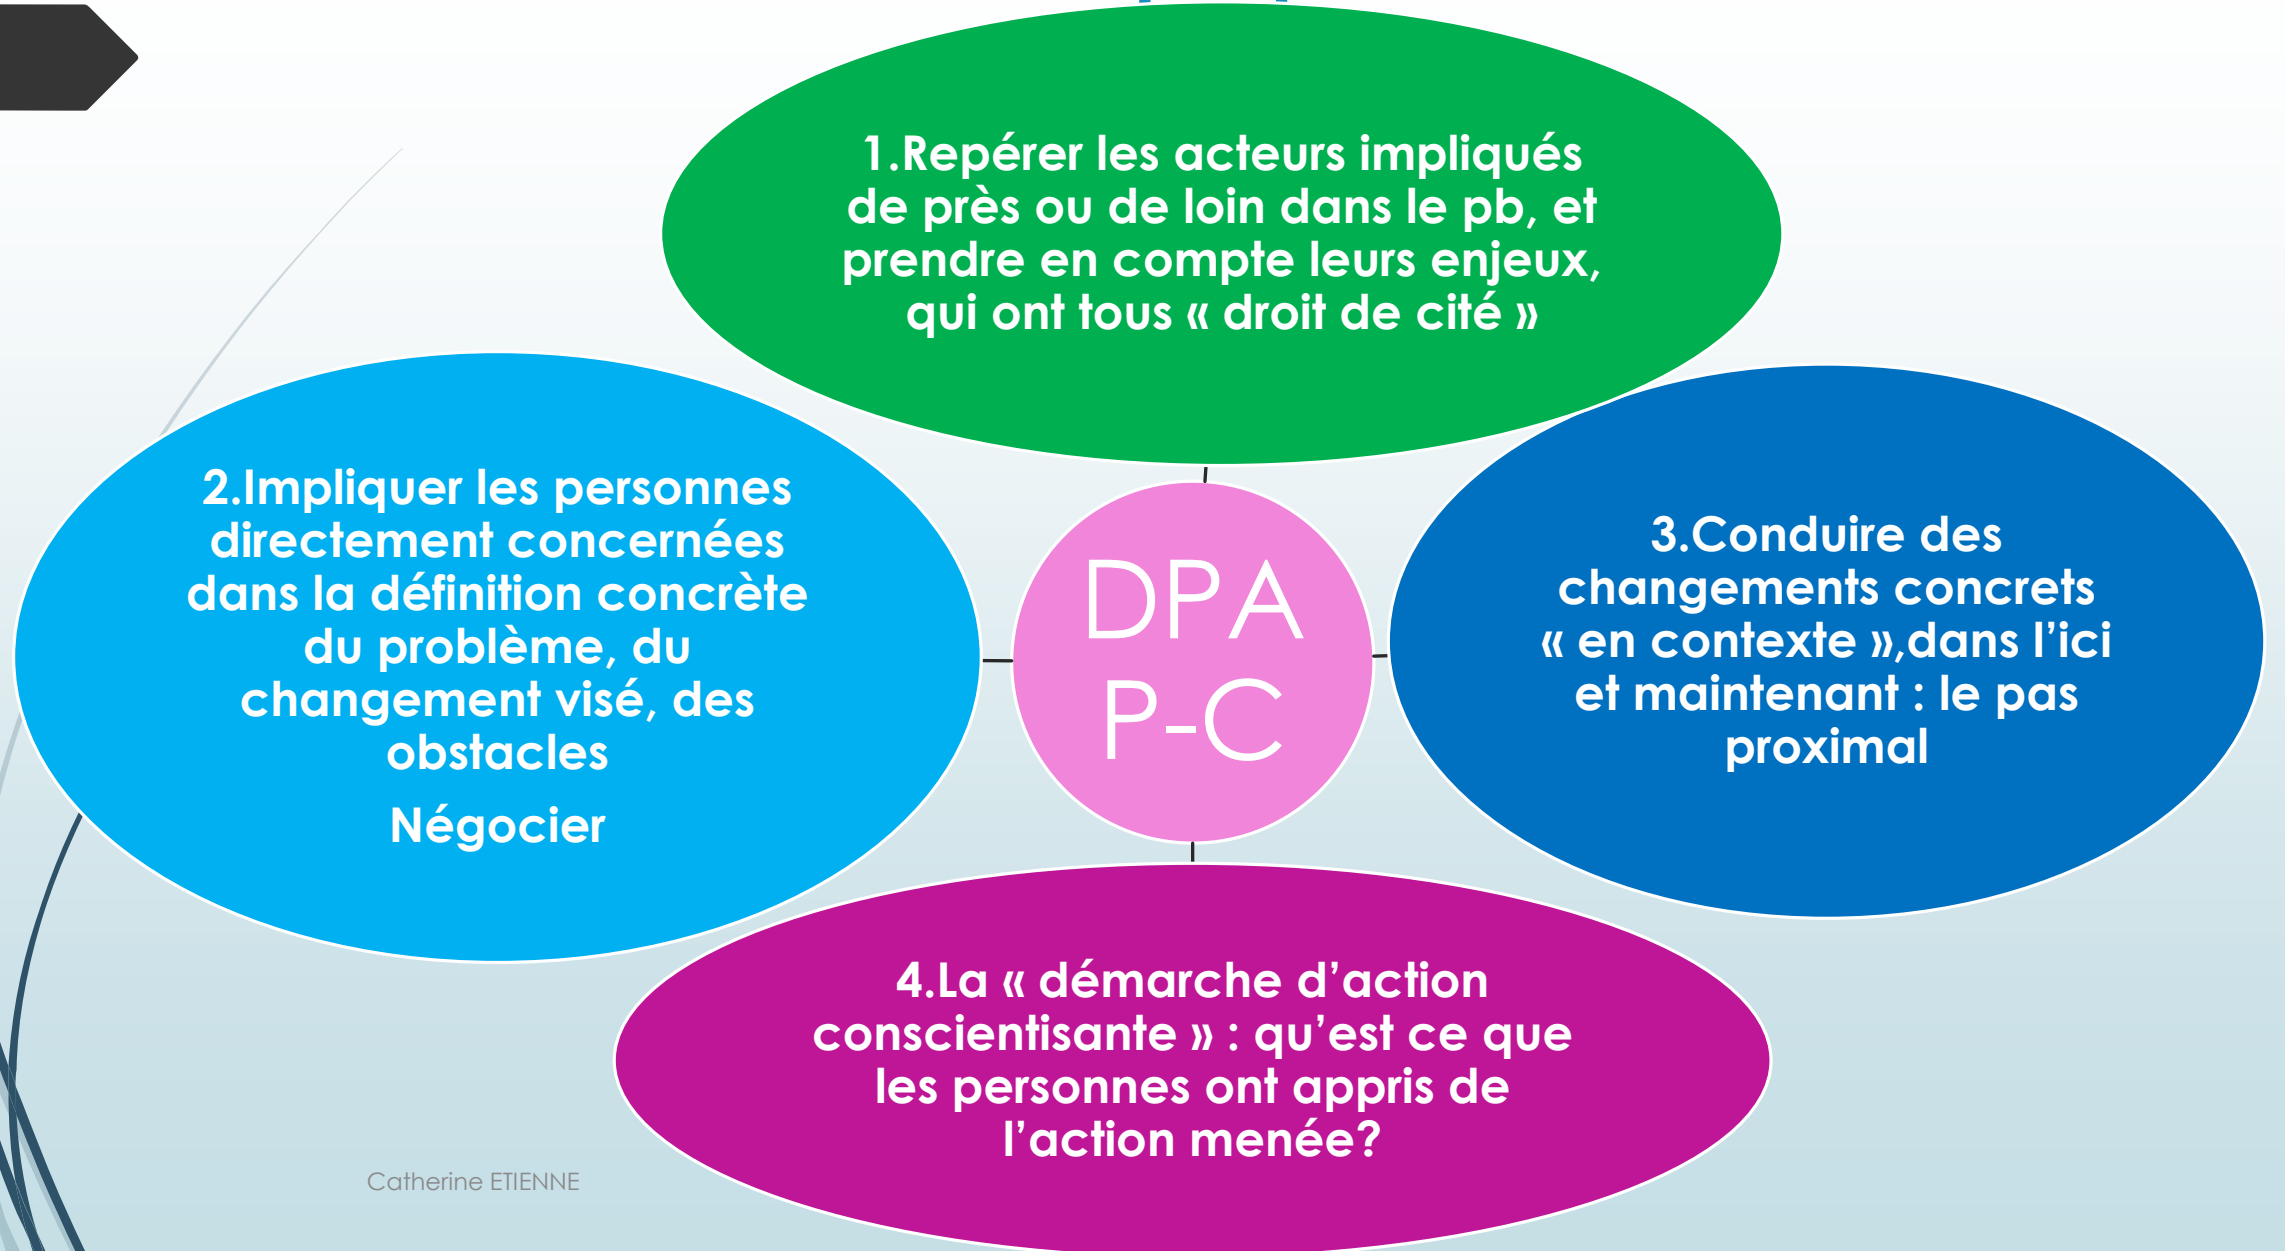 1.Repérer les acteurs impliqués
de près ou de loin dans le pb, et
prendre en compte leurs enjeux,
qui ont tous « droit de cité »
2.Impliquer les personnes
directement concernées
dans la définition concrète
du problème, du
changement visé, des
obstacles
Négocier
DPA
P-C
3.Conduire des
changements concrets
« en contexte »,dans l’ici
et maintenant : le pas
proximal
4.La « démarche d’action
conscientisante » : qu’est ce que
les personnes ont appris de
l’action menée?
Catherine ETIENNE